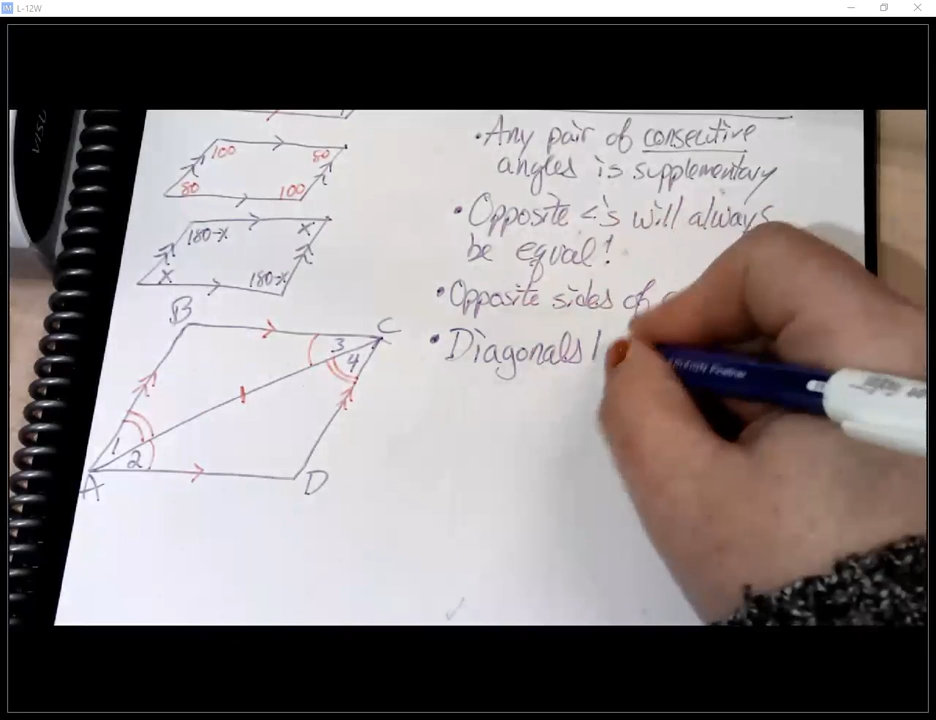 L-12W
• Any pair of consective
angles is supplementary
• Opposite <'s will always
be equal!
• Opposite sides of
• Diagonals
100
80
80
100
180-x
x
x
180-x
B
C
3
4
1
2
A
D